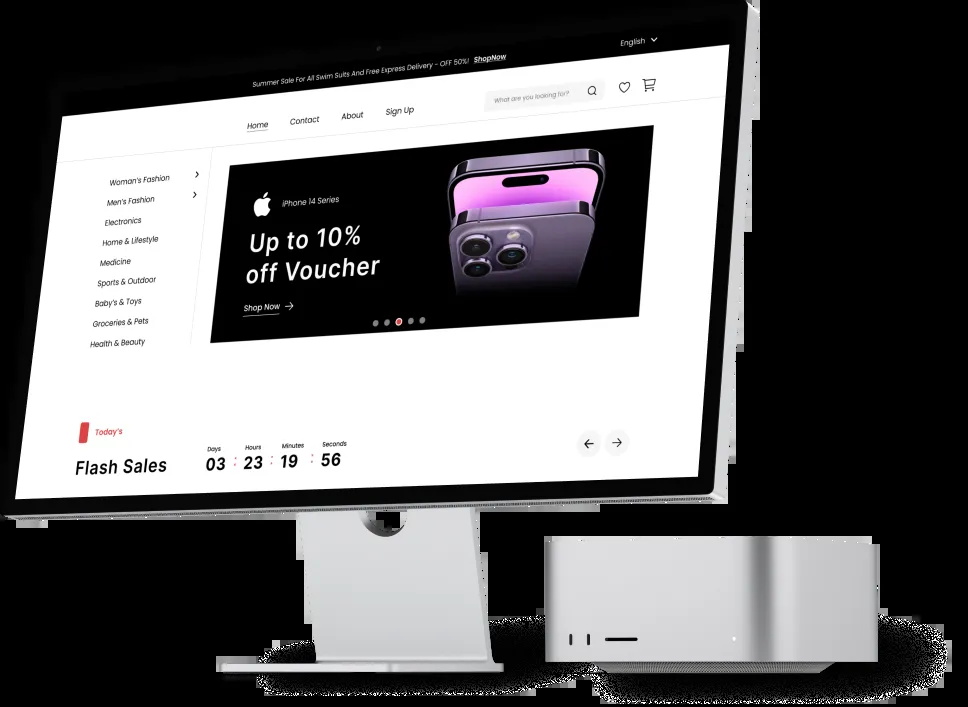 English
Summer Sale For All Swim Suits And Free Express Delivery - OFF 50%! ShopNow
Home Contact About Sign Up
What are you looking for?
Woman's Fashion
Men's Fashion
Electronics
Home & Lifestyle
Medicine
Sports & Outdoor
Baby's & Toys
Groceries & Pets
Health & Beauty
iPhone 14 Series
Up to 10%
off Voucher
Shop Now
Today's
Flash Sales
Days Hours Minutes Seconds
03 : 23 : 19 : 56